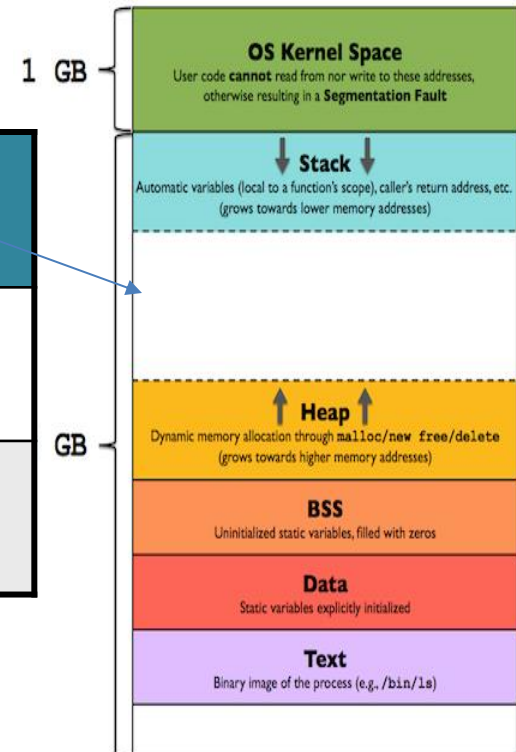 1 GB
OS Kernel Space
User code cannot read from nor write to these addresses,
otherwise resulting in a Segmentation Fault
Stack
Automatic variables (local to a function's scope), caller's return address, etc.
(grows towards lower memory addresses)
GB
Heap
Dynamic memory allocation through malloc/new free/delete
(grows towards higher memory addresses)
BSS
Uninitialized static variables, filled with zeros
Data
Static variables explicitly initialized
Text
Binary image of the process (e.g., /bin/ls)